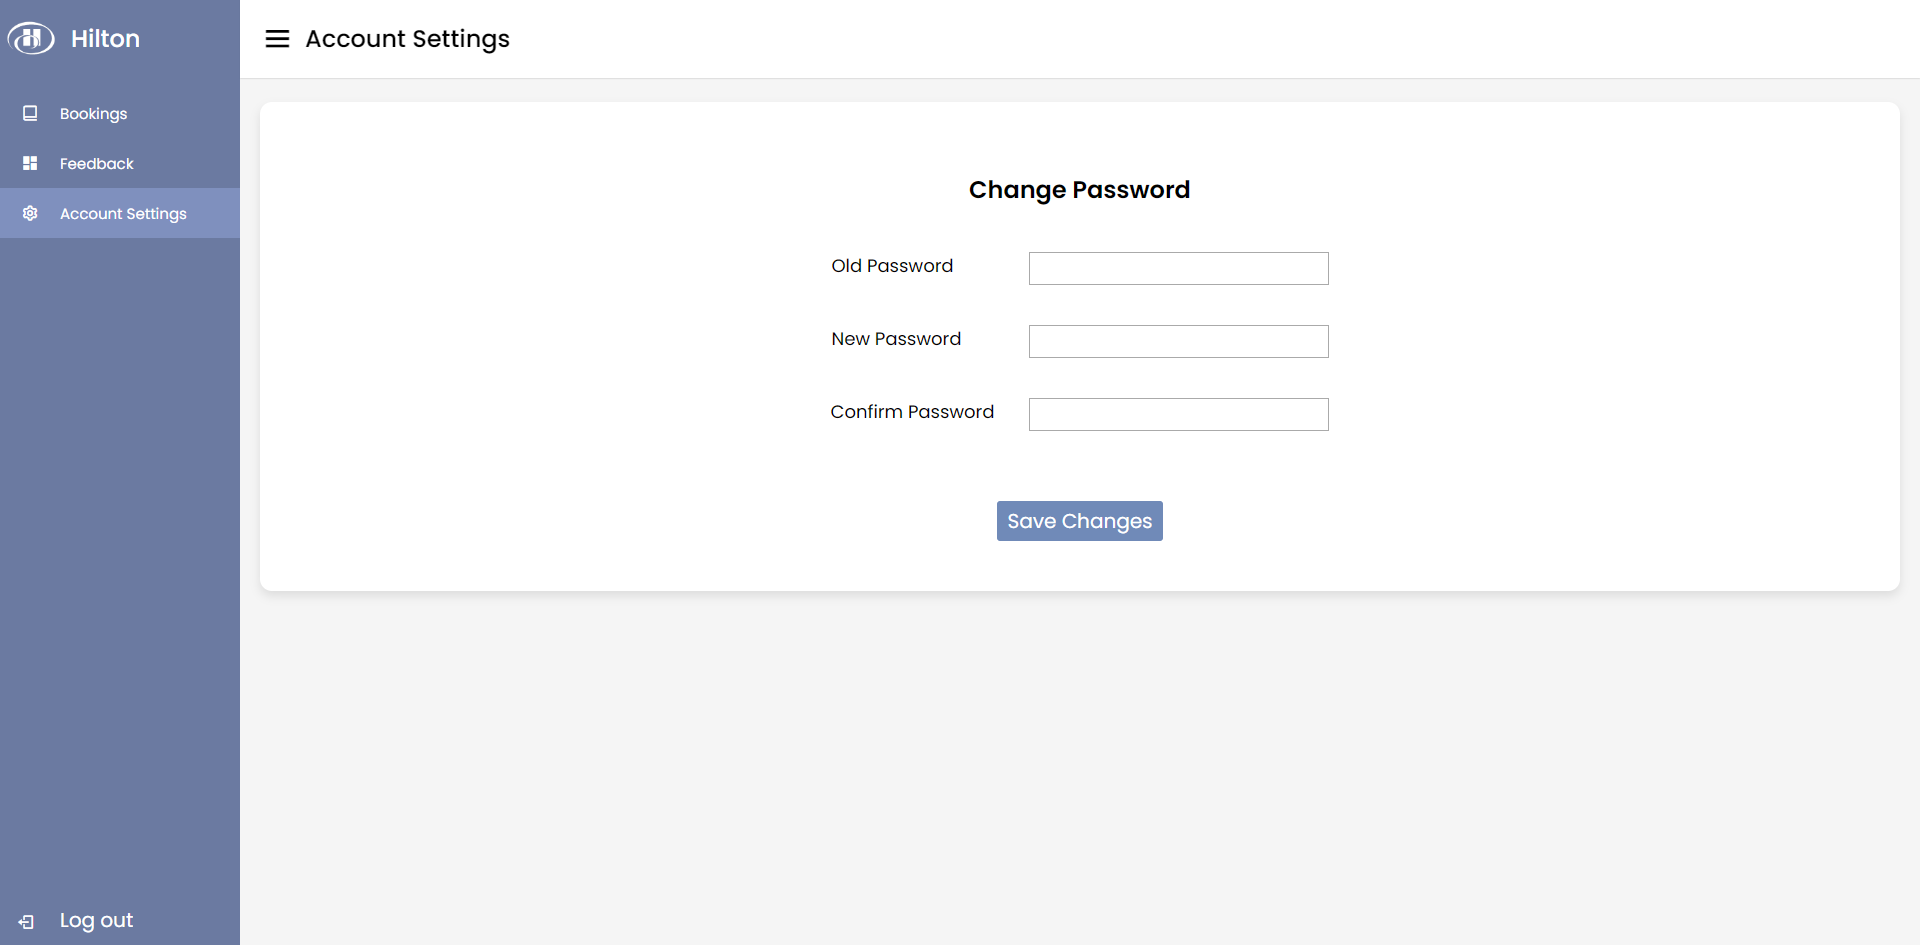 Hilton
Account Settings
Bookings
Feedback
Account Settings
Change Password
Old Password
New Password
Confirm Password
Save Changes
Log out